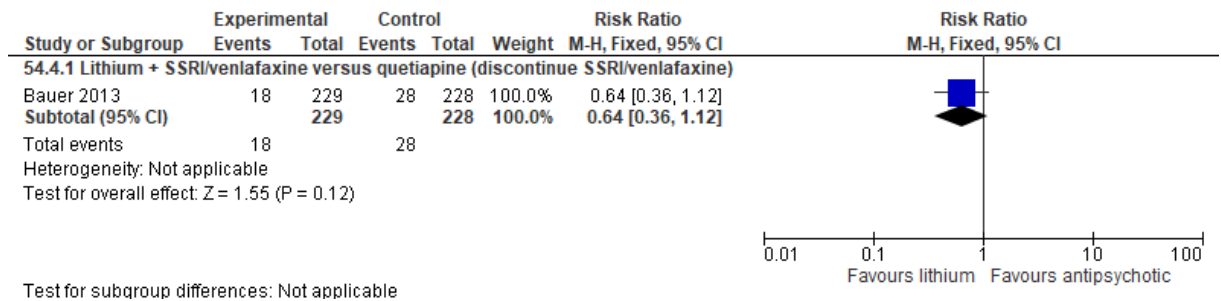 Experimental Control Risk Ratio Risk Ratio
Study or Subgroup Events Total Events Total Weight M-H, Fixed, 95% CI M-H, Fixed, 95% CI
54.4.1 Lithium + SSRI/venlafaxine versus quetiapine (discontinue SSRI/venlafaxine)
Bauer 2013 18 229 28 228 100.0% 0.64 [0.36, 1.12]
Subtotal (95% CI) 229 228 100.0% 0.64 [0.36, 1.12]
Total events 18 28
Heterogeneity: Not applicable
Test for overall effect: Z = 1.55 (P = 0.12)
0.01 0.1 1 10 100
Favours lithium Favours antipsychotic
Test for subgroup differences: Not applicable